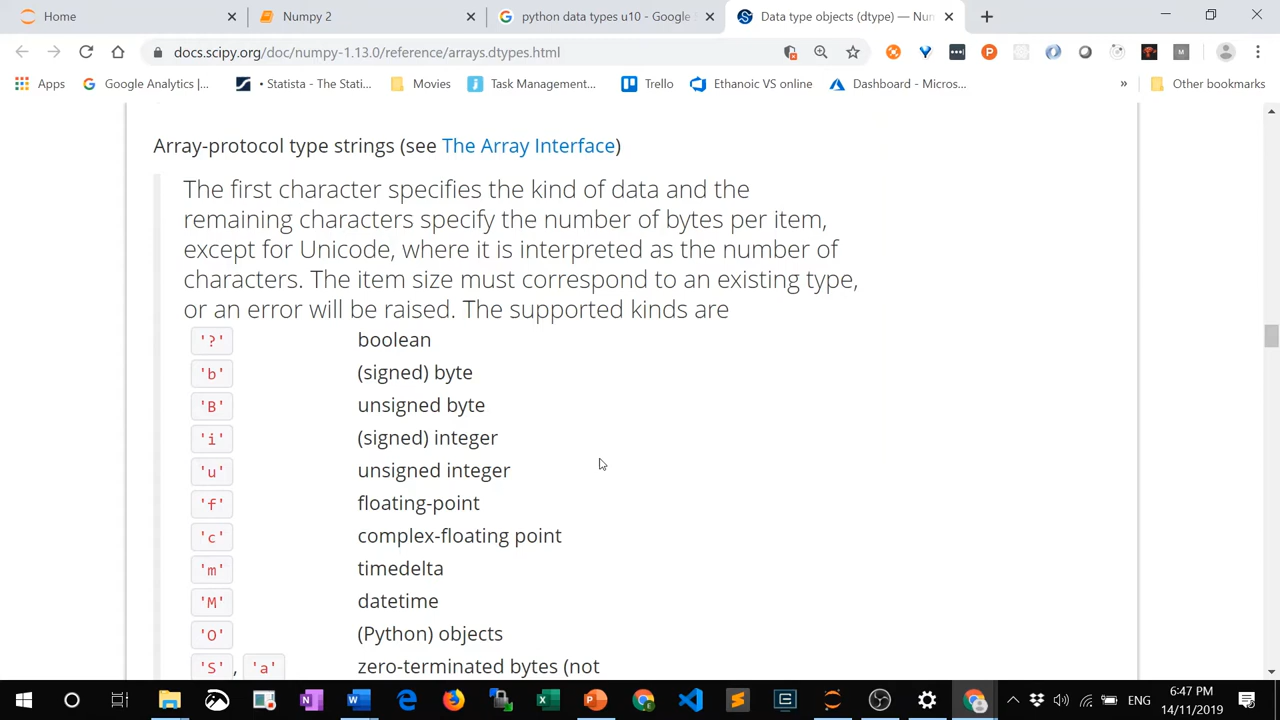 Home
Numpy 2
python data types u10 - Google
Data type objects (dtype) — Nun
docs.scipy.org/doc/numpy-1.13.0/reference/arrays.dtypes.html
Apps
Google Analytics |...
• Statista - The Stati...
Movies
Task Management...
Trello
Ethanoic VS online
Dashboard - Micros...
»
Other bookmarks
Array-protocol type strings (see The Array Interface)
The first character specifies the kind of data and the
remaining characters specify the number of bytes per item,
except for Unicode, where it is interpreted as the number of
characters. The item size must correspond to an existing type,
or an error will be raised. The supported kinds are
'?' boolean
'b' (signed) byte
'B' unsigned byte
'i' (signed) integer
'u' unsigned integer
'f' floating-point
'c' complex-floating point
'm' timedelta
'M' datetime
'O' (Python) objects
'S', 'a' zero-terminated bytes (not
ENG
6:47 PM
14/11/2019